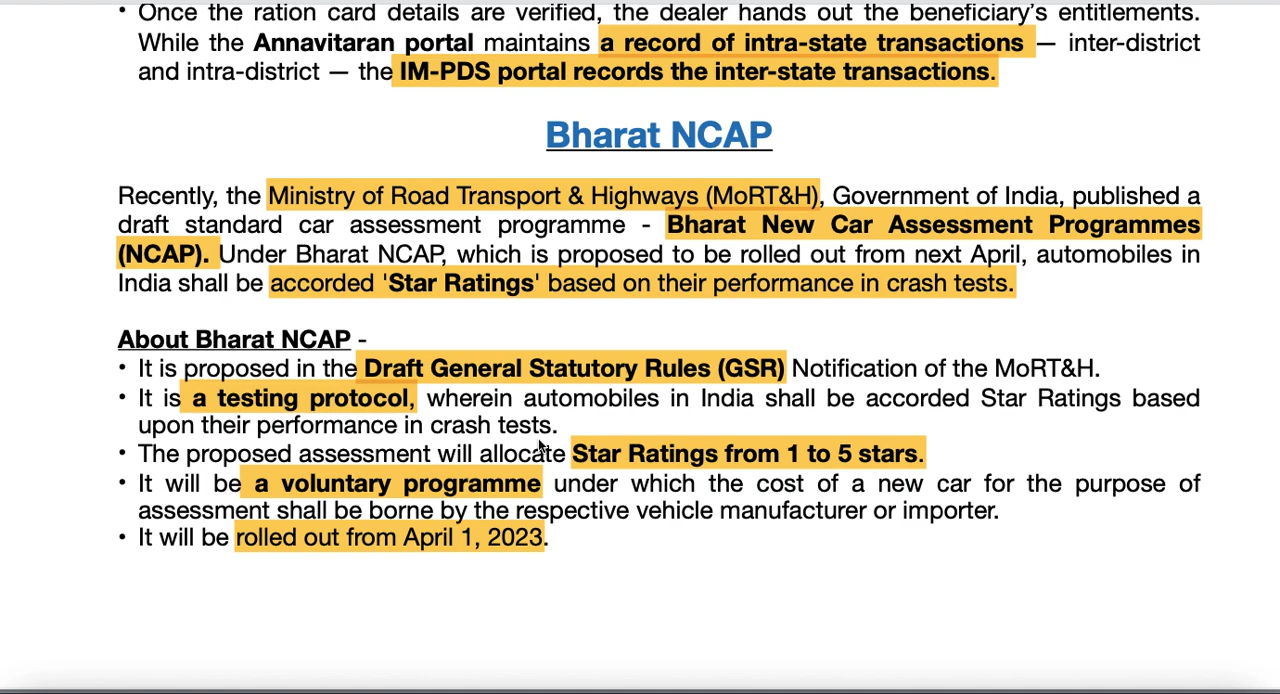 • Once the ration card details are verified, the dealer hands out the beneficiary's entitlements.
While the Annavitaran portal maintains a record of intra-state transactions — inter-district
and intra-district — the IM-PDS portal records the inter-state transactions.
Bharat NCAP
Recently, the Ministry of Road Transport & Highways (MoRT&H), Government of India, published a
draft standard car assessment programme - Bharat New Car Assessment Programmes
(NCAP). Under Bharat NCAP, which is proposed to be rolled out from next April, automobiles in
India shall be accorded 'Star Ratings' based on their performance in crash tests.
About Bharat NCAP -
• It is proposed in the Draft General Statutory Rules (GSR) Notification of the MoRT&H.
• It is a testing protocol, wherein automobiles in India shall be accorded Star Ratings based
upon their performance in crash tests.
• The proposed assessment will allocate Star Ratings from 1 to 5 stars.
• It will be a voluntary programme under which the cost of a new car for the purpose of
assessment shall be borne by the respective vehicle manufacturer or importer.
• It will be rolled out from April 1, 2023.